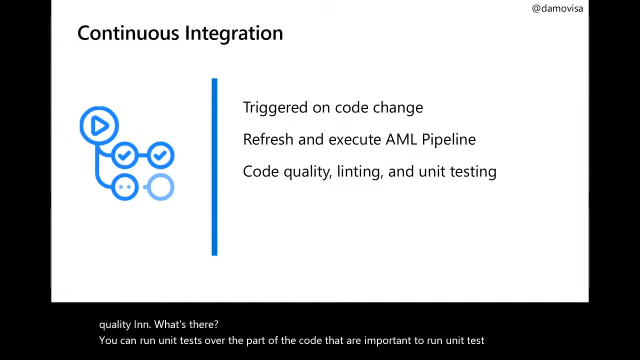 @damovisa
Continuous Integration
Triggered on code change
Refresh and execute AML Pipeline
Code quality, linting, and unit testing
quality Inn. What's there?
You can run unit tests over the part of the code that are important to run unit test